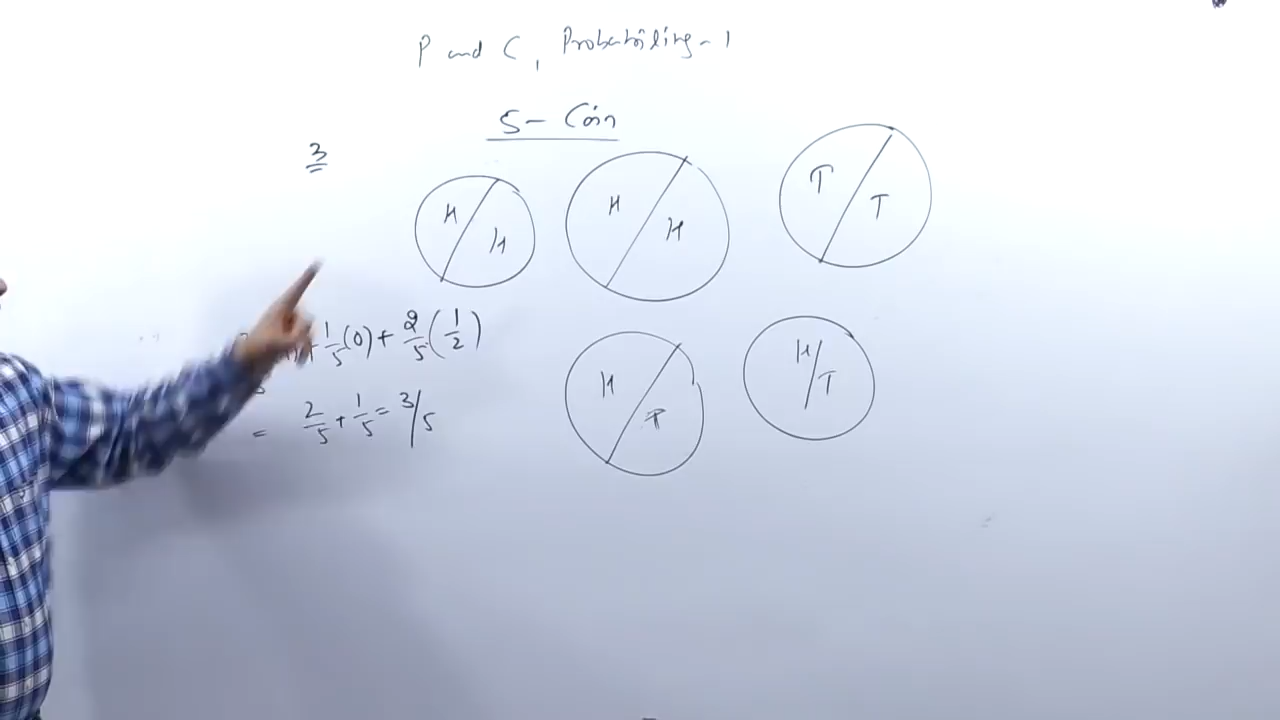 P and C, Probability-1
5- Coin
3
H H
H H
T T
1/5(0)+ 2/5(1/2)
= 2/5+1/5=3/5
H T
H/T